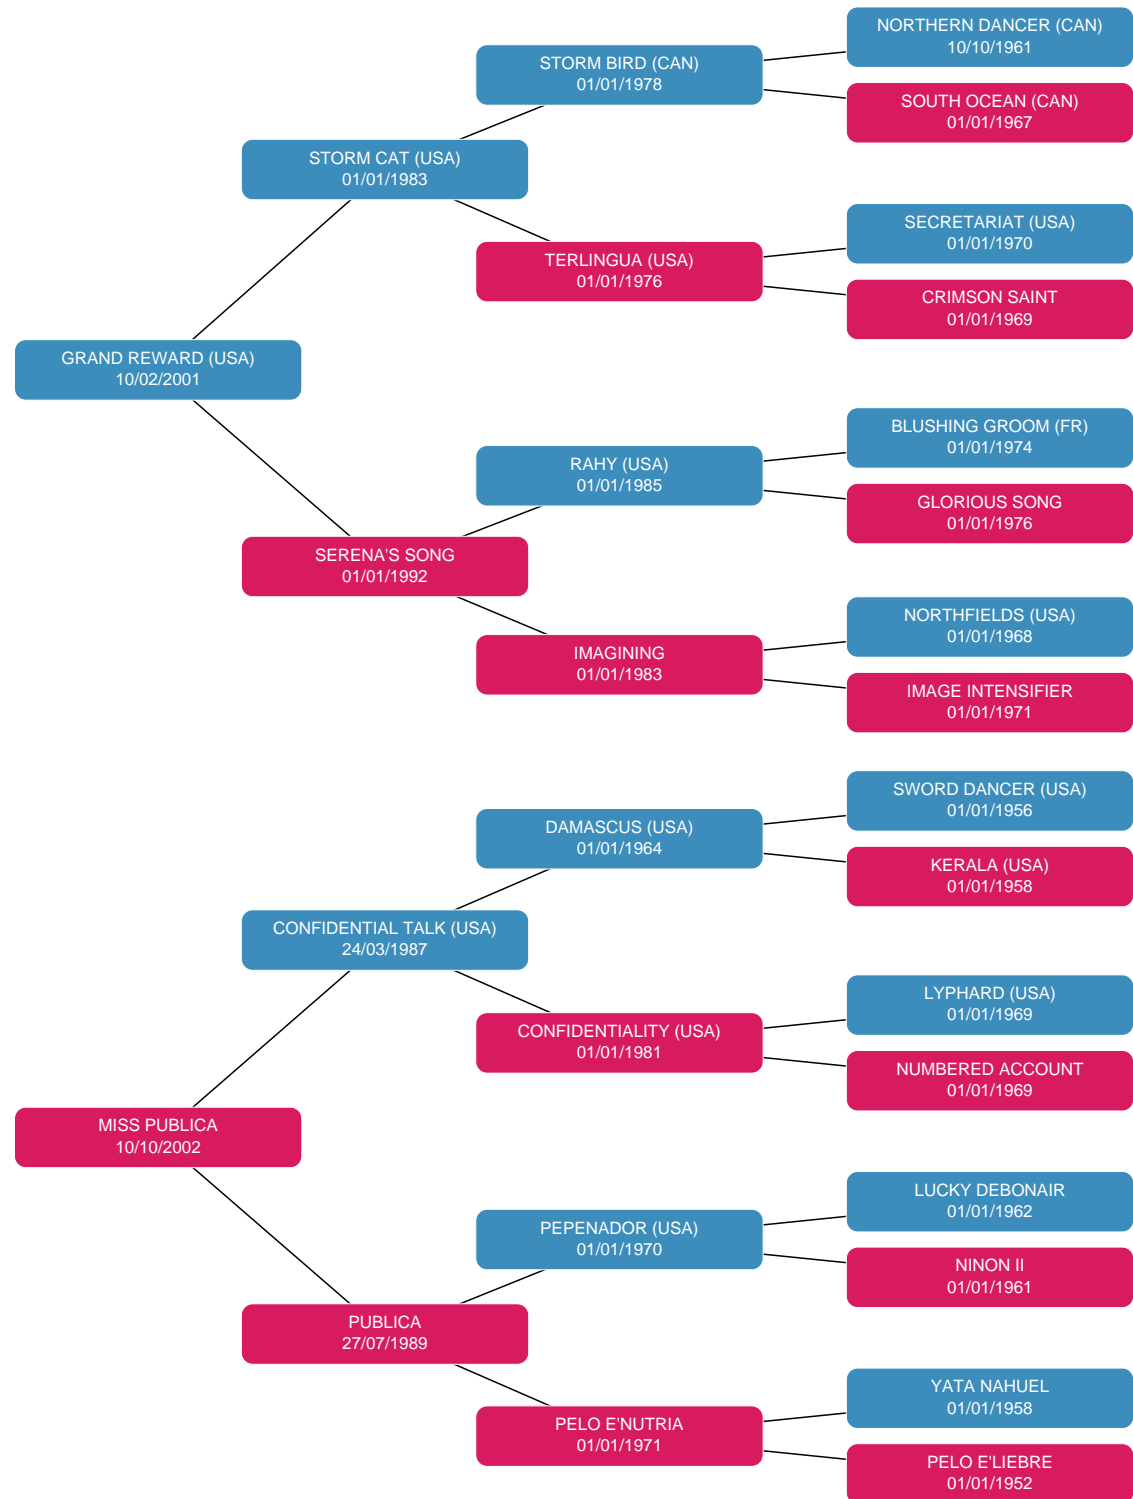 NORTHERN DANCER (CAN)
10/10/1961
STORM BIRD (CAN)
01/01/1978
SOUTH OCEAN (CAN)
01/01/1967
STORM CAT (USA)
01/01/1983
SECRETARIAT (USA)
01/01/1970
TERLINGUA (USA)
01/01/1976
CRIMSON SAINT
01/01/1969
GRAND REWARD (USA)
10/02/2001
BLUSHING GROOM (FR)
01/01/1974
RAHY (USA)
01/01/1985
GLORIOUS SONG
01/01/1976
SERENA'S SONG
01/01/1992
NORTHFIELDS (USA)
01/01/1968
IMAGINING
01/01/1983
IMAGE INTENSIFIER
01/01/1971
SWORD DANCER (USA)
01/01/1956
DAMASCUS (USA)
01/01/1964
KERALA (USA)
01/01/1958
CONFIDENTIAL TALK (USA)
24/03/1987
LYPHARD (USA)
01/01/1969
CONFIDENTIALITY (USA)
01/01/1981
NUMBERED ACCOUNT
01/01/1969
MISS PUBLICA
10/10/2002
LUCKY DEBONAIR
01/01/1962
PEPENADOR (USA)
01/01/1970
NINON II
01/01/1961
PUBLICA
27/07/1989
YATA NAHUEL
01/01/1958
PELO E'NUTRIA
01/01/1971
PELO E'LIEBRE
01/01/1952